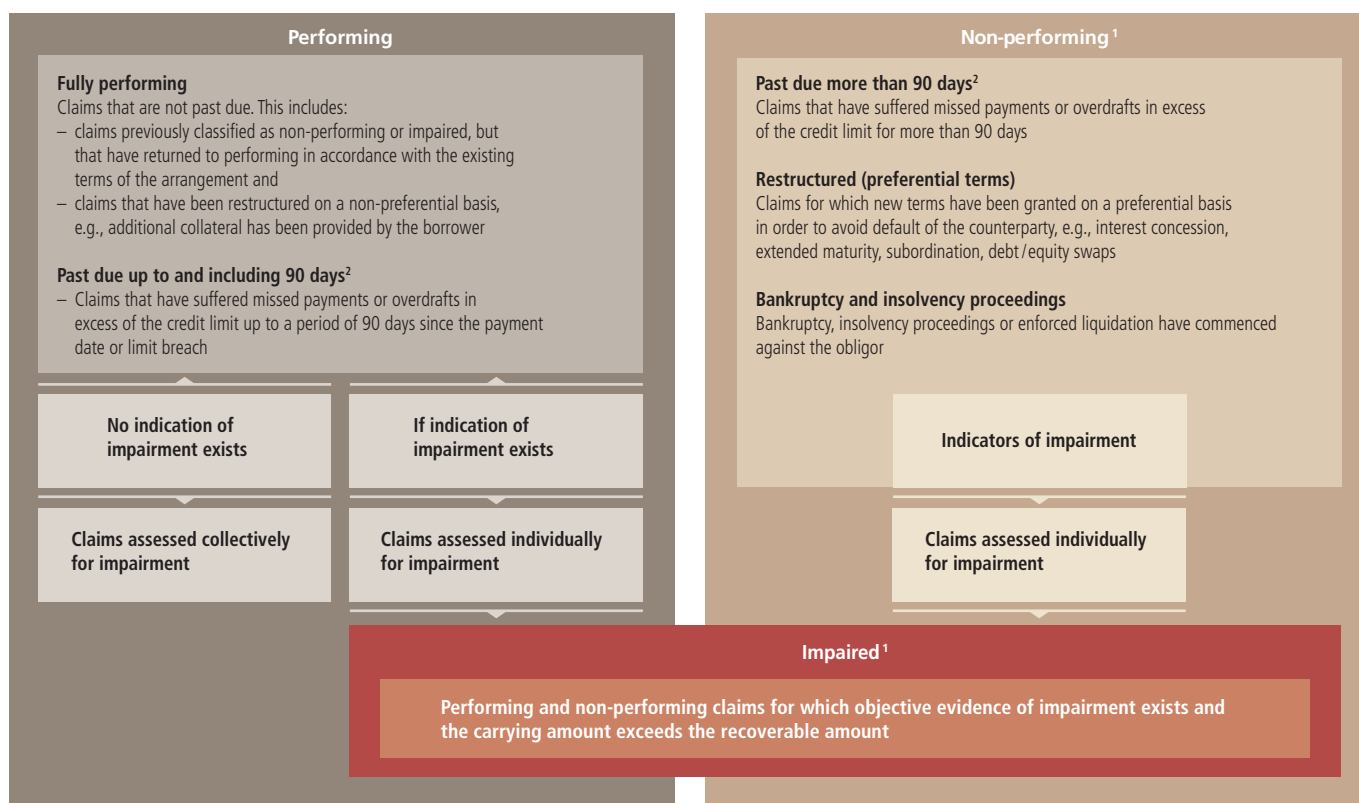 Performing
Fully performing
Claims that are not past due. This includes:
– claims previously classified as non-performing or impaired, but
that have returned to performing in accordance with the existing
terms of the arrangement and
– claims that have been restructured on a non-preferential basis,
e.g., additional collateral has been provided by the borrower
Past due up to and including 90 days²
– Claims that have suffered missed payments or overdrafts in
excess of the credit limit up to a period of 90 days since the payment
date or limit breach
No indication of
impairment exists
If indication of
impairment exists
Claims assessed collectively
for impairment
Claims assessed individually
for impairment
Non-performing¹
Past due more than 90 days²
Claims that have suffered missed payments or overdrafts in excess
of the credit limit for more than 90 days
Restructured (preferential terms)
Claims for which new terms have been granted on a preferential basis
in order to avoid default of the counterparty, e.g., interest concession,
extended maturity, subordination, debt/equity swaps
Bankruptcy and insolvency proceedings
Bankruptcy, insolvency proceedings or enforced liquidation have commenced
against the obligor
Indicators of impairment
Claims assessed individually
for impairment
Impaired¹
Performing and non-performing claims for which objective evidence of impairment exists and
the carrying amount exceeds the recoverable amount